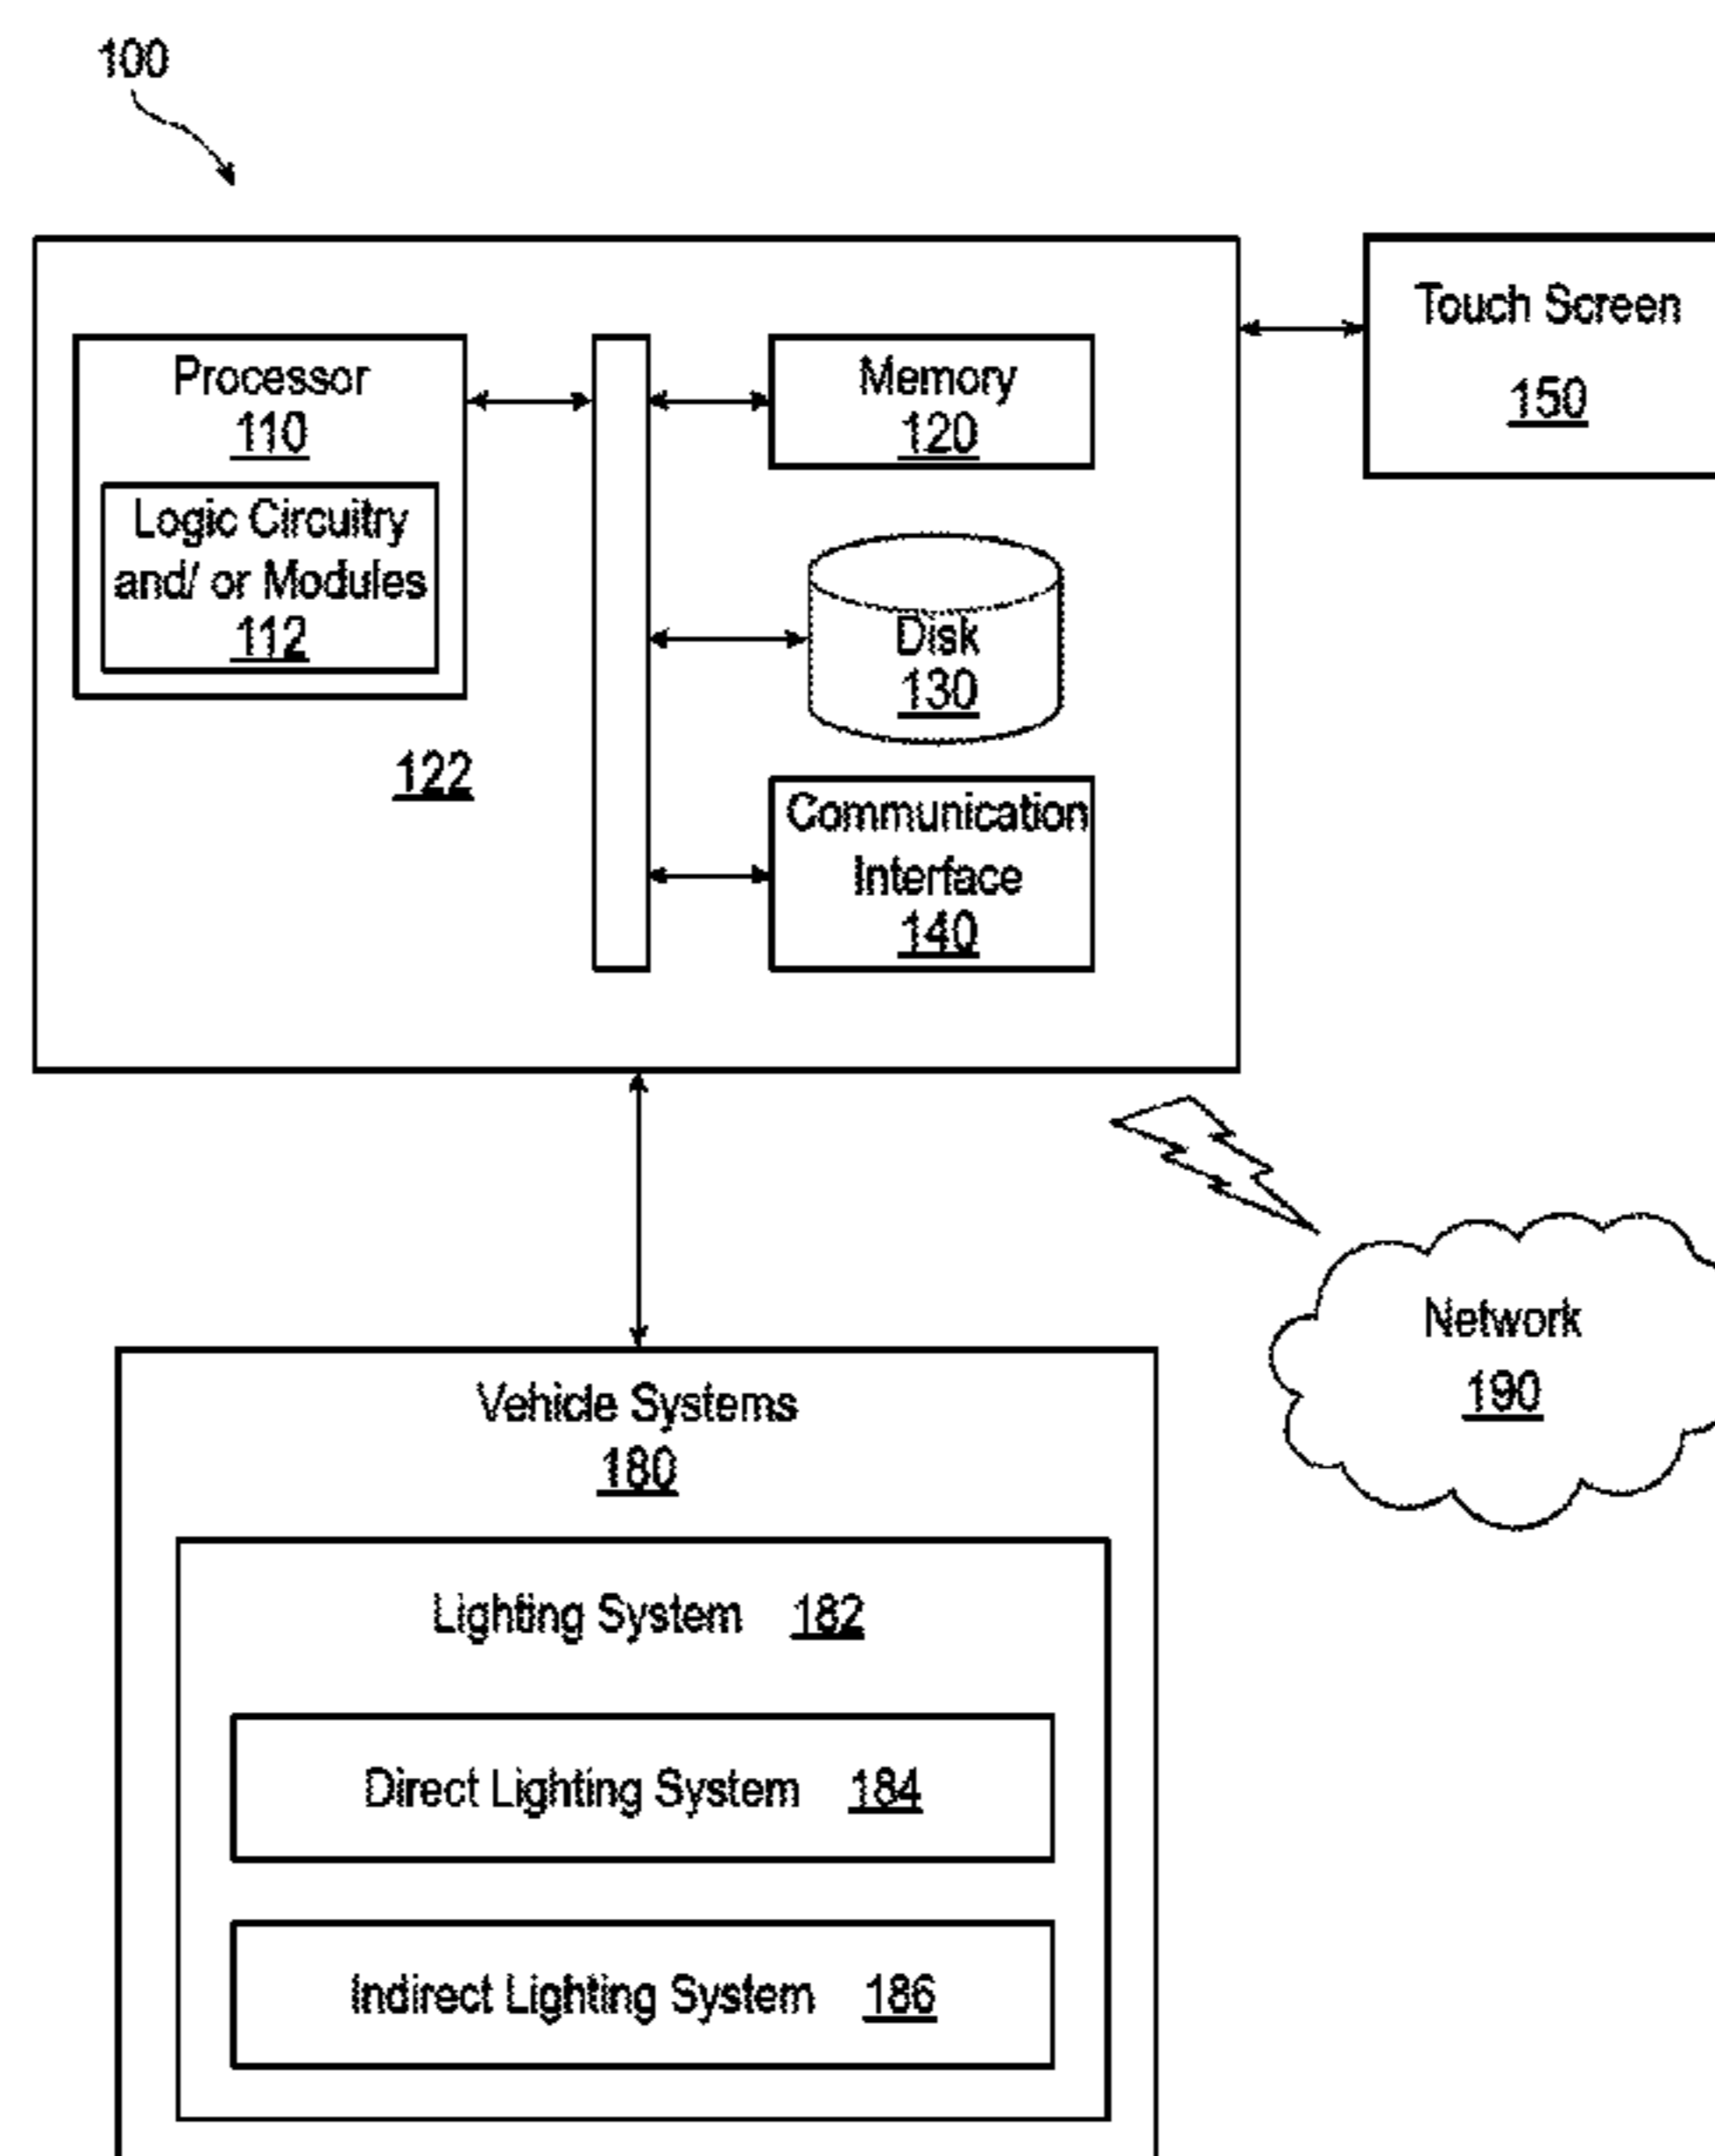 100
Processor
110
Logic Circuitry
and/ or Modules
112
122
Memory
120
Disk
130
Communication
Interface
140
Touch Screen
150
Network
190
Vehicle Systems
180
Lighting System 182
Direct Lighting System 184
Indirect Lighting System 186